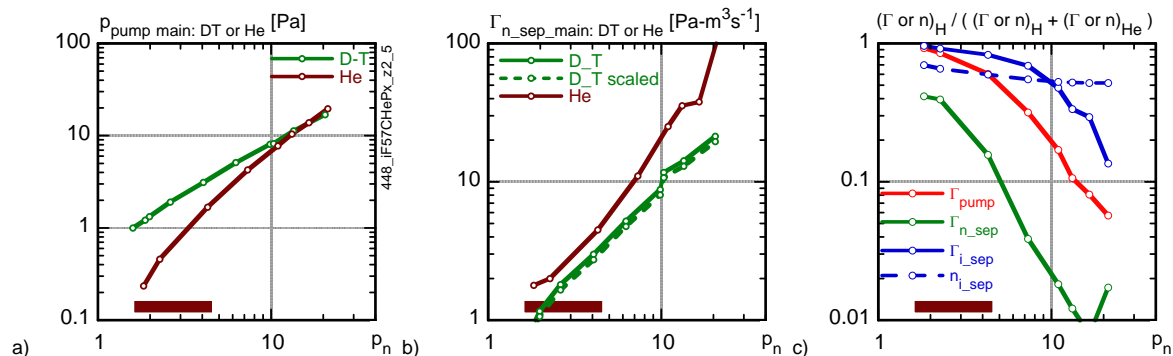 p_pump main: DT or He [Pa]
100
10
1
0.1
1
10
p_n
D-T
He
448_iF57CHePx_z2_5
a)
Γ_n_sep_main: DT or He [Pa-m³s⁻¹]
100
10
1
1
10
p_n
D_T
D_T scaled
He
b)
(Γ or n)_H / ( (Γ or n)_H + (Γ or n)_He)
1
0.1
0.01
1
10
p_n
Γ_pump
Γ_n_sep
Γ_i_sep
n_i_sep
c)